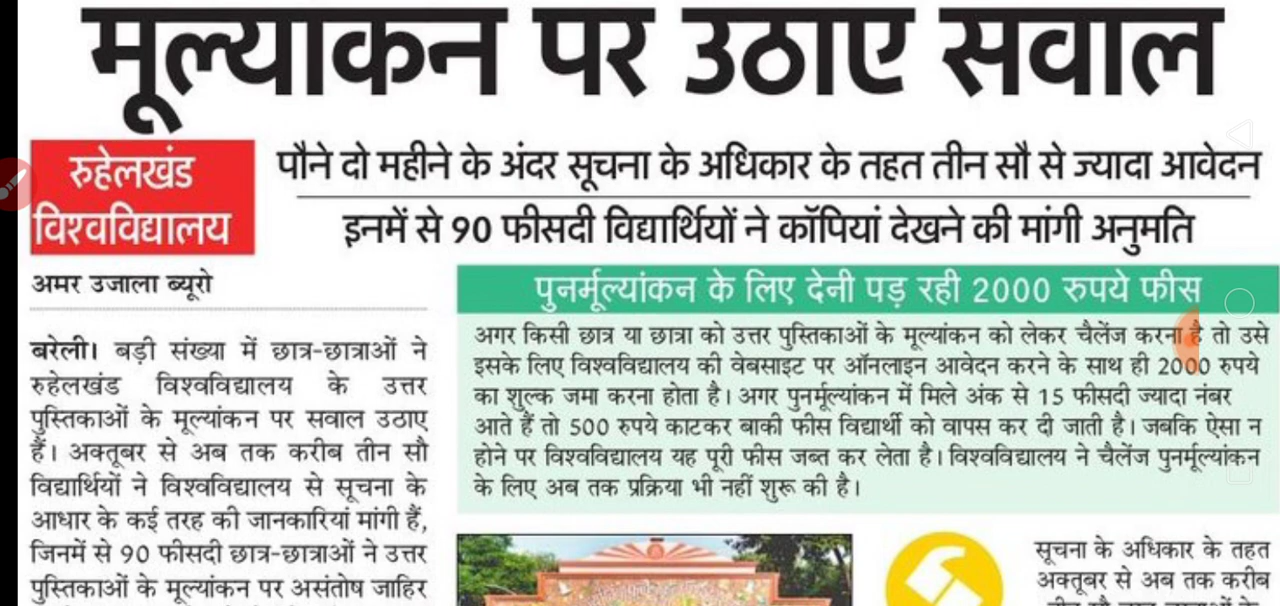 मूल्याकन पर उठाए सवाल
रुहेलखंड
विश्वविद्यालय
पौने दो महीने के अंदर सूचना के अधिकार के तहत तीन सौ से ज्यादा आवेदन
इनमें से 90 फीसदी विद्यार्थियों ने कॉपियां देखने की मांगी अनुमति
अमर उजाला ब्यूरो
बरेली। बड़ी संख्या में छात्र-छात्राओं ने
रुहेलखंड विश्वविद्यालय के उत्तर
पुस्तिकाओं के मूल्यांकन पर सवाल उठाए
हैं। अक्तूबर से अब तक करीब तीन सौ
विद्यार्थियों ने विश्वविद्यालय से सूचना के
आधार के कई तरह की जानकारियां मांगी हैं,
जिनमें से 90 फीसदी छात्र-छात्राओं ने उत्तर
पुस्तिकाओं के मूल्यांकन पर असंतोष जाहिर
पुनर्मूल्यांकन के लिए देनी पड़ रही 2000 रुपये फीस
अगर किसी छात्र या छात्रा को उत्तर पुस्तिकाओं के मूल्यांकन को लेकर चैलेंज करना है तो उसे
इसके लिए विश्वविद्यालय की वेबसाइट पर ऑनलाइन आवेदन करने के साथ ही 2000 रुपये
का शुल्क जमा करना होता है। अगर पुनर्मूल्यांकन में मिले अंक से 15 फीसदी ज्यादा नंबर
आते हैं तो 500 रुपये काटकर बाकी फीस विद्यार्थी को वापस कर दी जाती है। जबकि ऐसा न
होने पर विश्वविद्यालय यह पूरी फीस जब्त कर लेता है। विश्वविद्यालय ने चैलेंज पुनर्मूल्यांकन
के लिए अब तक प्रक्रिया भी नहीं शुरू की है।
सूचना के अधिकार के तहत
अक्तूबर से अब तक करीब